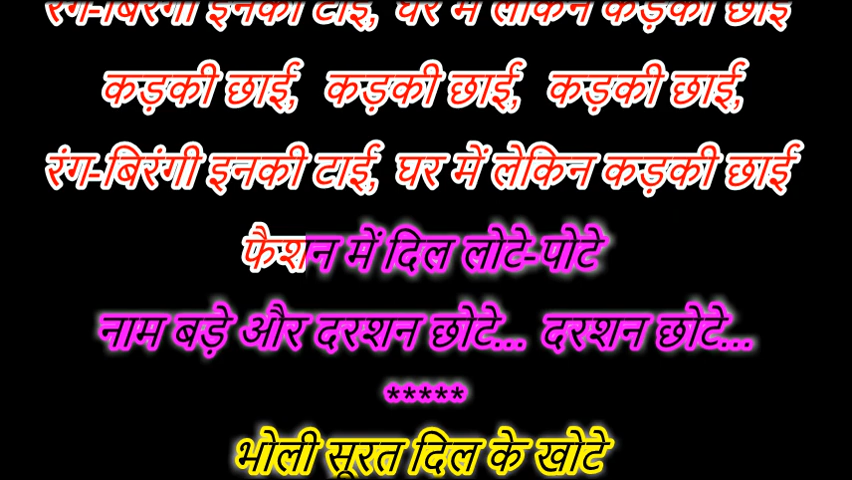 रंग-बिरंगी इनकी टाई, घर में लेकिन कड़की छाई
कड़की छाई, कड़की छाई, कड़की छाई,
रंग-बिरंगी इनकी टाई, घर में लेकिन कड़की छाई
फैशन में दिल लोटे-पोटे
नाम बड़े और दरशन छोटे... दरशन छोटे...
*****
भोली सूरत दिल के खोटे